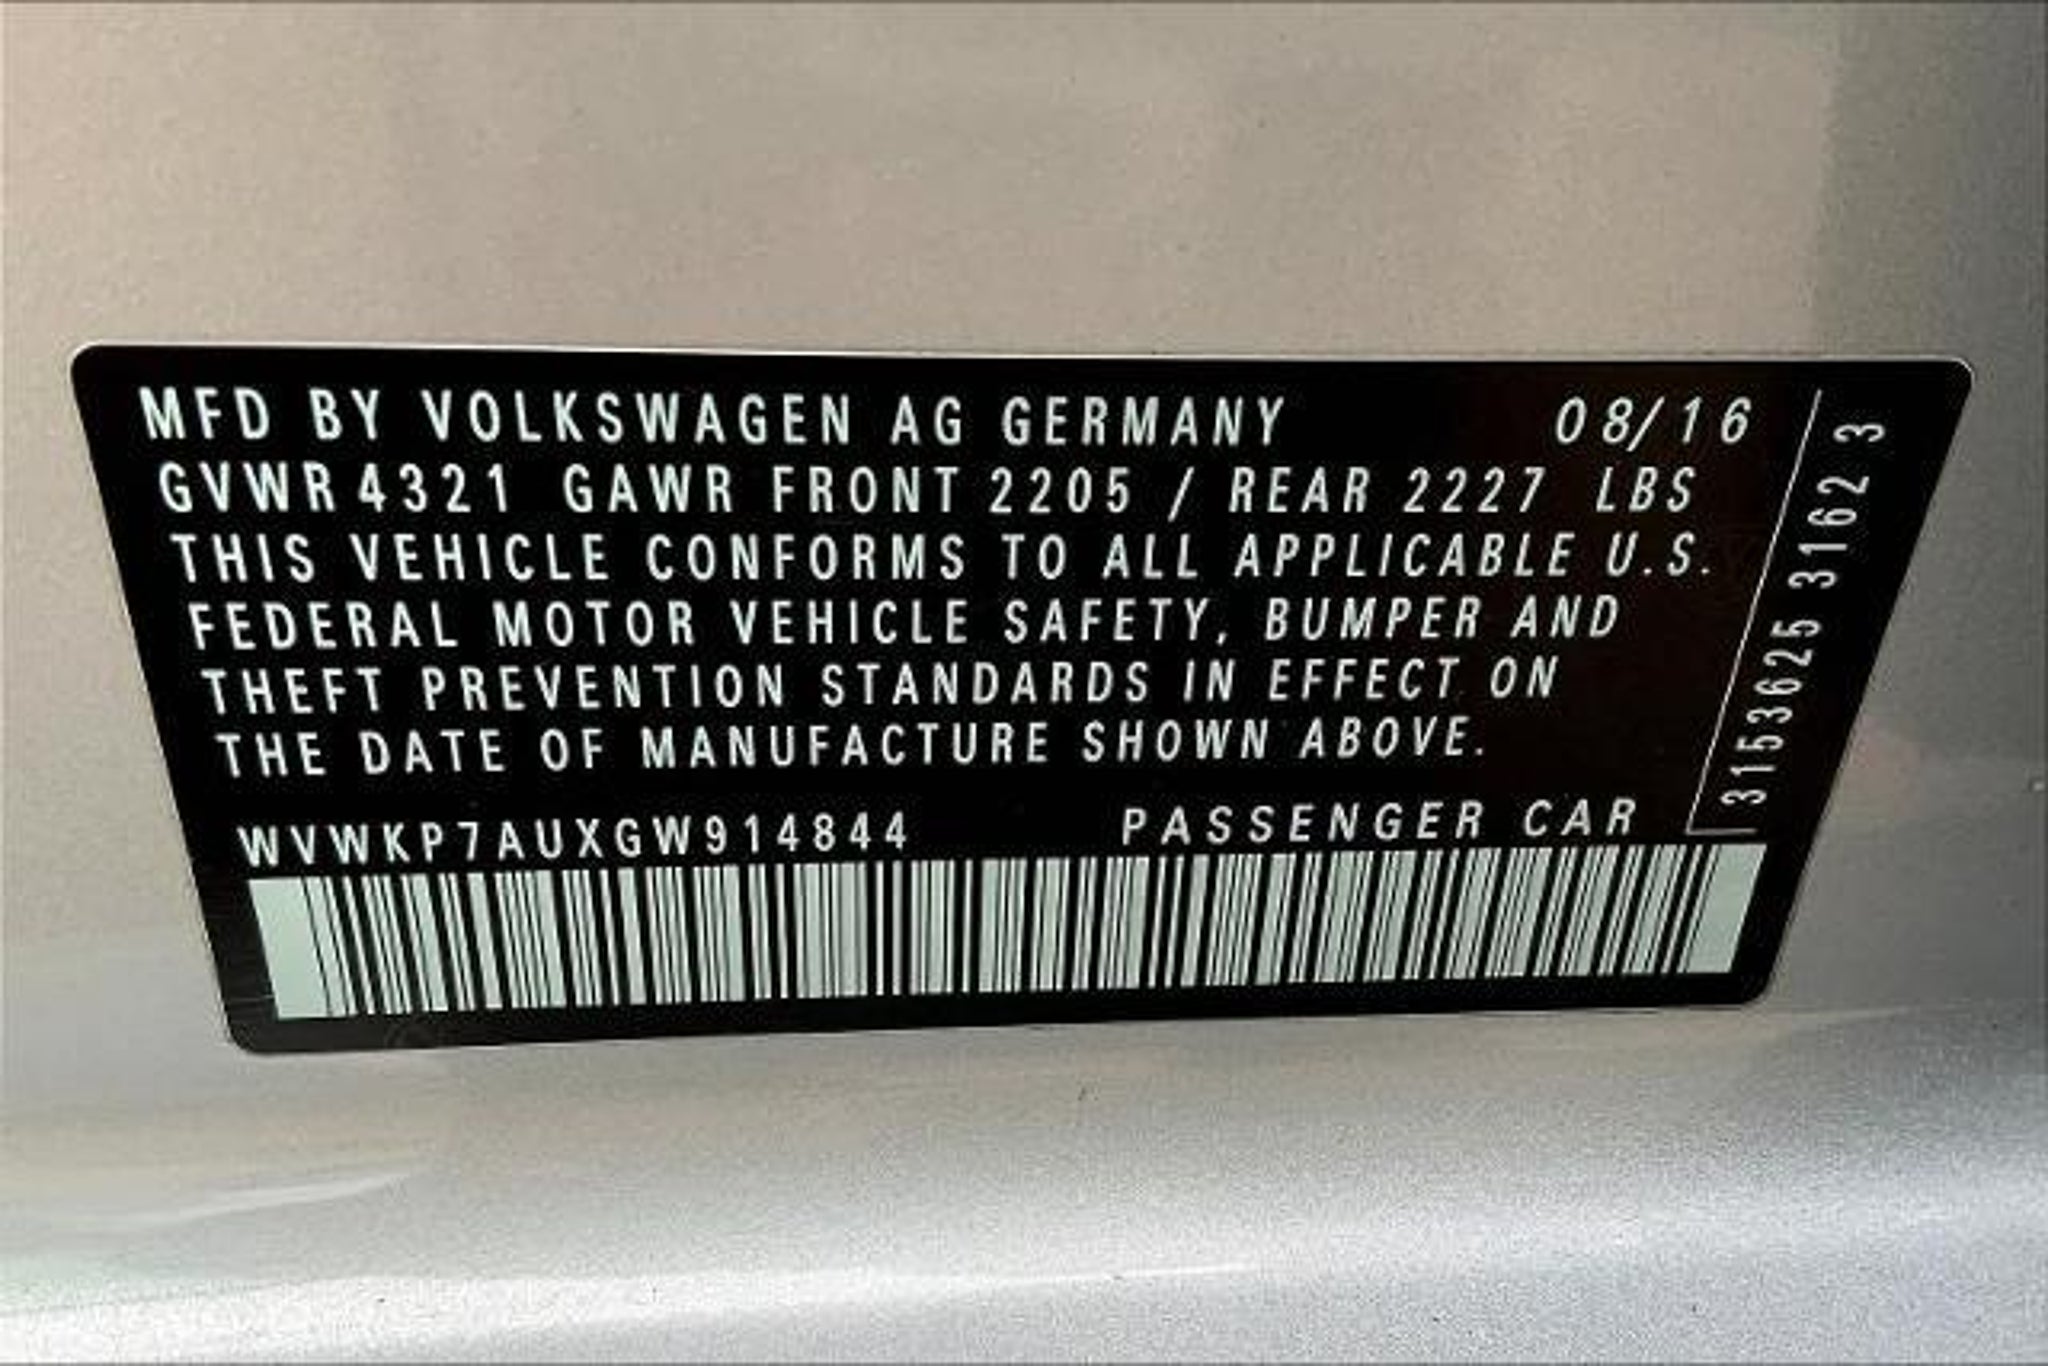 MFD BY VOLKSWAGEN AG GERMANY 08/16
GVWR 4321 GAWR FRONT 2205 / REAR 2227 LBS
THIS VEHICLE CONFORMS TO ALL APPLICABLE U.S.
FEDERAL MOTOR VEHICLE SAFETY, BUMPER AND
THEFT PREVENTION STANDARDS IN EFFECT ON
THE DATE OF MANUFACTURE SHOWN ABOVE.
WVWKP7AUXGW914844 PASSENGER CAR
3153625 3162 3